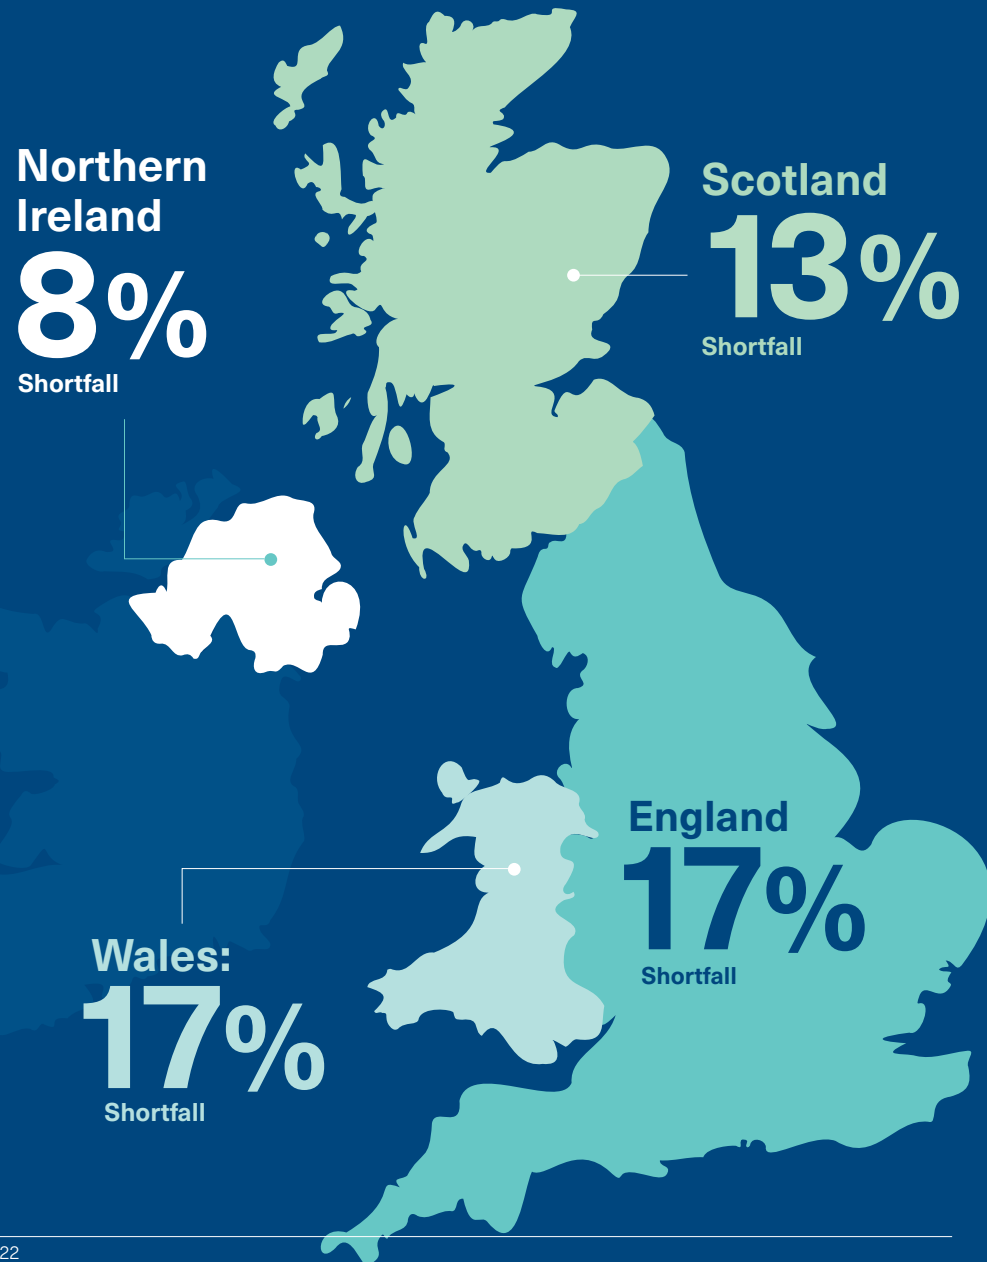 Northern
Ireland
8%
Shortfall
Scotland
13%
Shortfall
England
17%
Shortfall
Wales:
17%
Shortfall
22